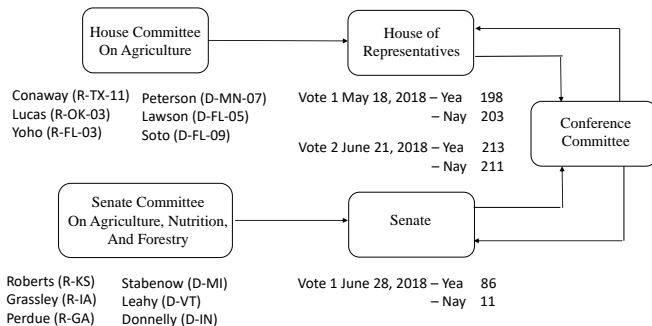 House Committee
On Agriculture
House of
Representatives
Conaway (R-TX-11) Peterson (D-MN-07)
Lucas (R-OK-03) Lawson (D-FL-05)
Yoho (R-FL-03) Soto (D-FL-09)
Vote 1 May 18, 2018 – Yea 198
– Nay 203
Vote 2 June 21, 2018 – Yea 213
– Nay 211
Conference
Committee
Senate Committee
On Agriculture, Nutrition,
And Forestry
Senate
Roberts (R-KS) Stabenow (D-MI)
Grassley (R-IA) Leahy (D-VT)
Perdue (R-GA) Donnelly (D-IN)
Vote 1 June 28, 2018 – Yea 86
– Nay 11